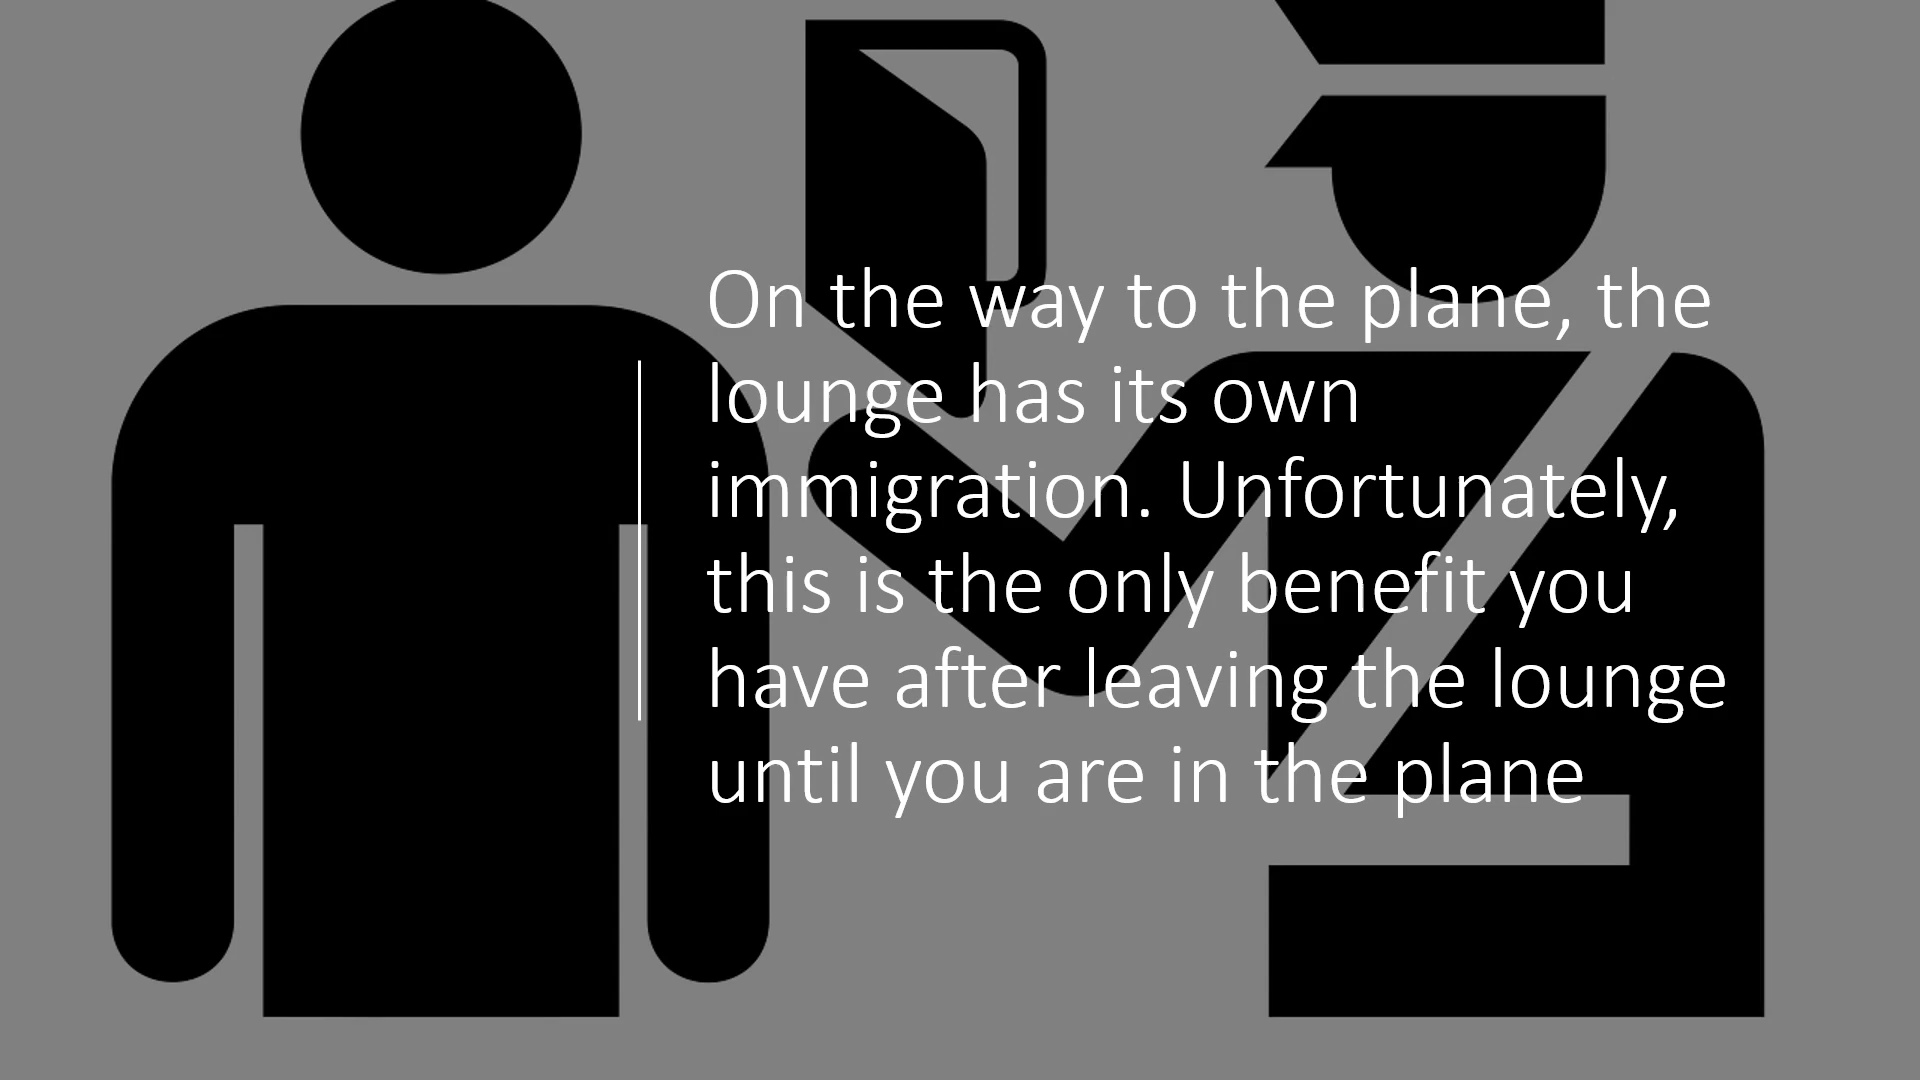 On the way to the plane, the
lounge has its own
immigration. Unfortunately,
this is the only benefit you
have after leaving the lounge
until you are in the plane